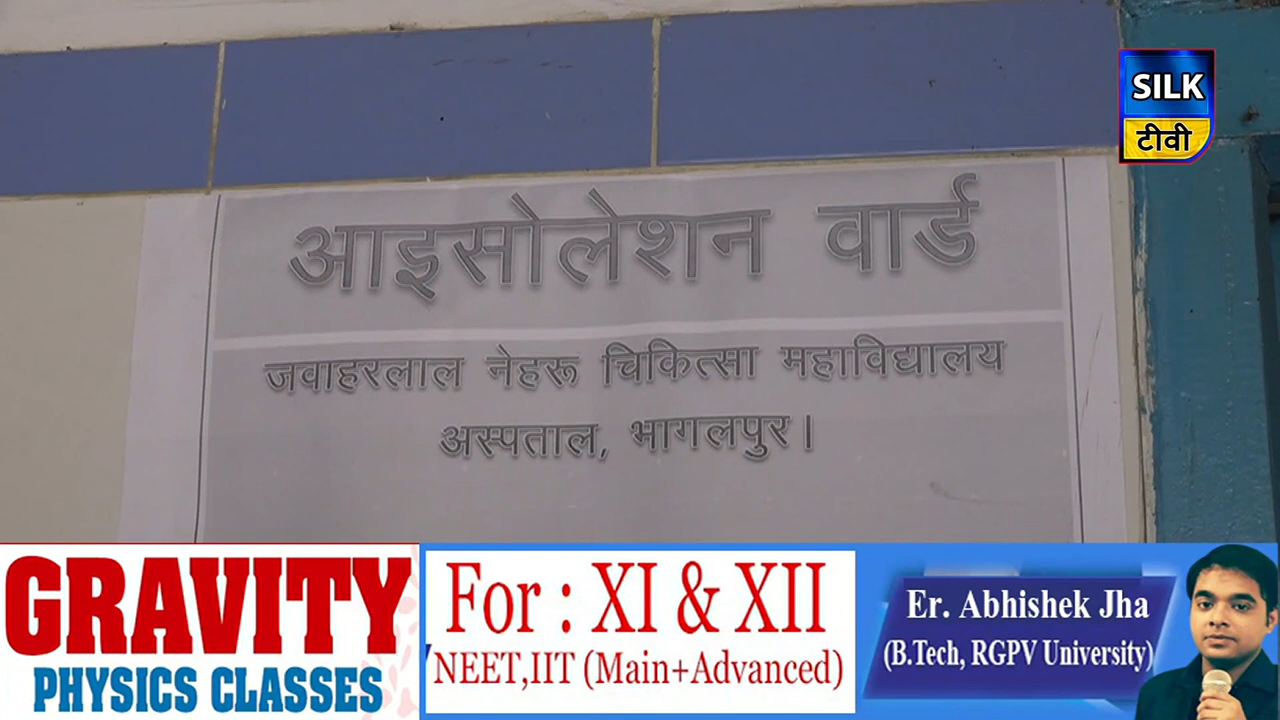 SILK
टीवी
आइसोलेशन वार्ड
जवाहरलाल नेहरू चिकित्सा महाविद्यालय
अस्पताल, भागलपुर।
GRAVITY
PHYSICS CLASSES
For : XI & XII
NEET,IIT (Main+Advanced)
Er. Abhishek Jha
(B.Tech, RGPV University)